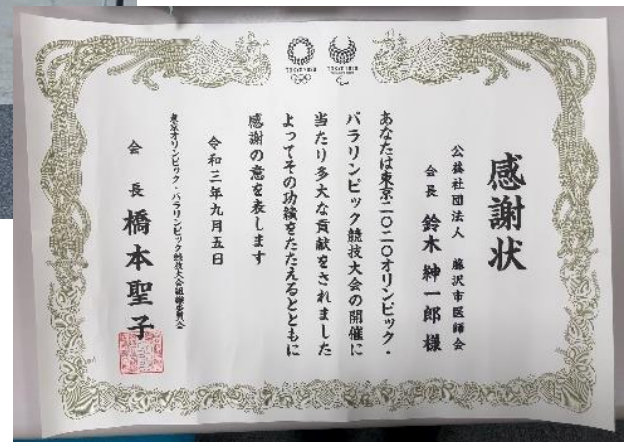 TOKYO 2020
TOKYO 2020
感謝状
公益社団法人 藤沢市医師会
会長 鈴木紳一郎様
あなたは東京二〇二〇オリンピック・
パラリンピック競技大会の開催に
当たり多大な貢献をされました
よってその功績をたたえるとともに
感謝の意を表します
令和三年九月五日
東京オリンピック・パラリンピック競技大会組織委員会
会長 橋本聖子